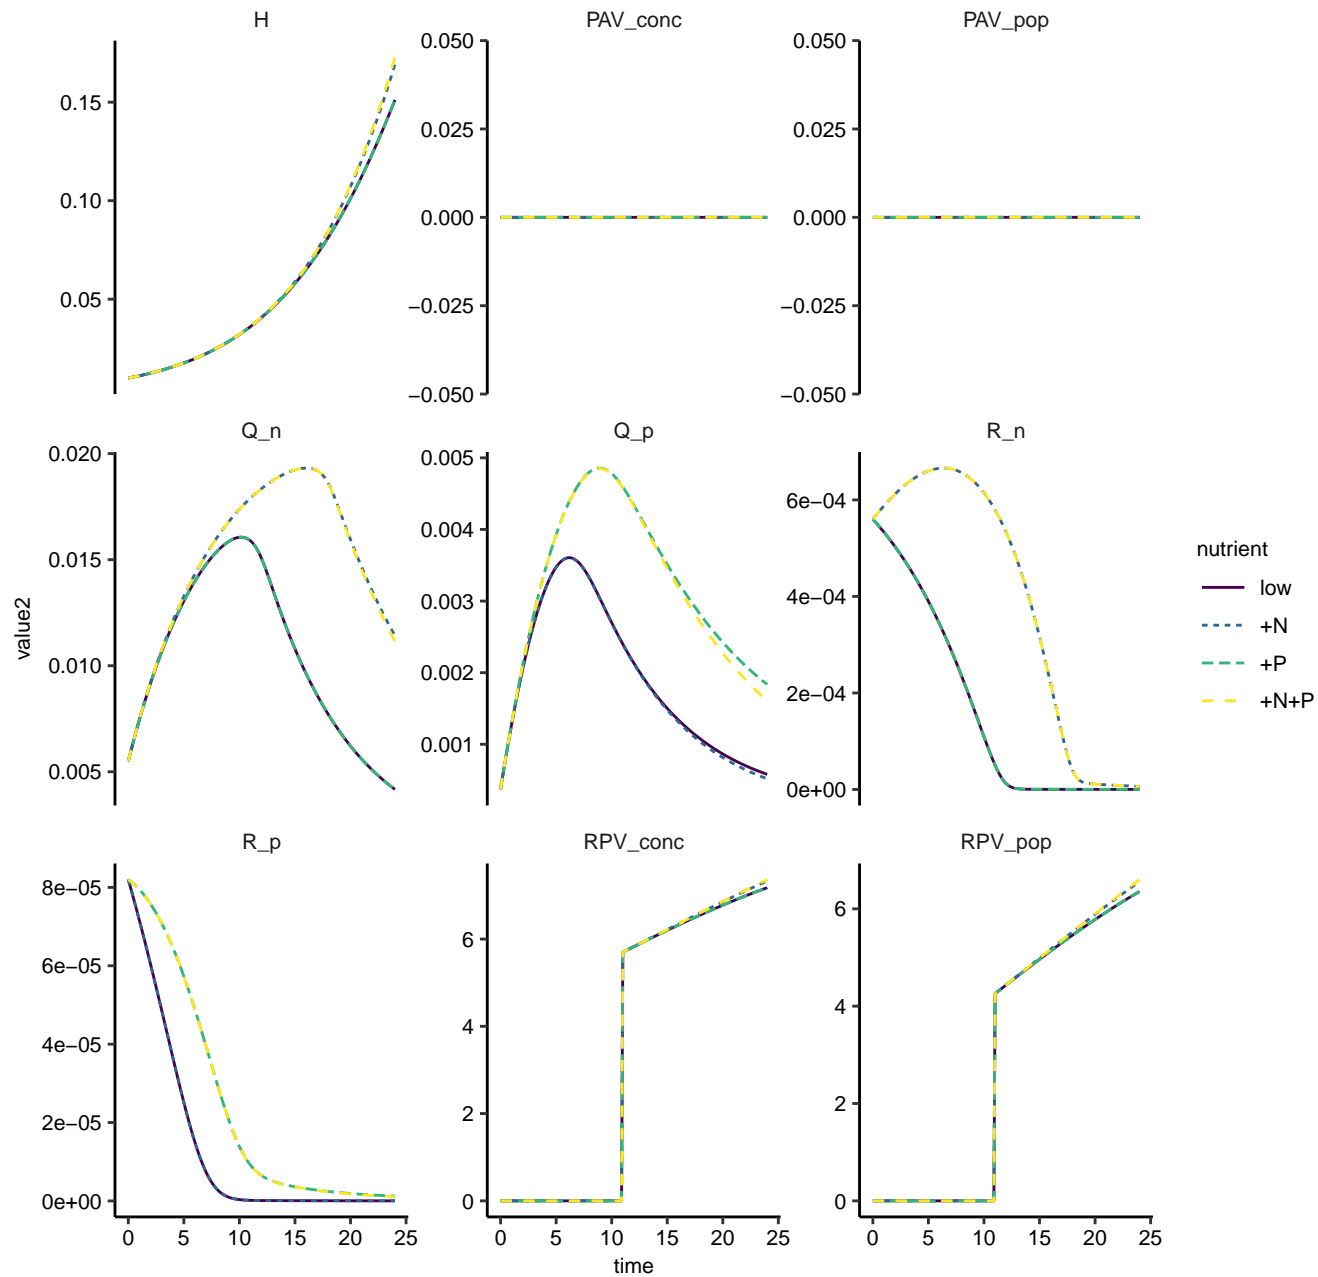 H
PAV_conc
PAV_pop
0.15
0.10
0.05
0.050
0.025
0.000
−0.025
−0.050
0.050
0.025
0.000
−0.025
−0.050
Q_n
Q_p
R_n
0.020
0.015
0.010
0.005
0.005
0.004
0.003
0.002
0.001
6e−04
4e−04
2e−04
0e+00
R_p
RPV_conc
RPV_pop
8e−05
6e−05
4e−05
2e−05
0e+00
6
4
2
0
6
4
2
0
0 5 10 15 20 25
0 5 10 15 20 25
0 5 10 15 20 25
time
value2
nutrient
low
+N
+P
+N+P